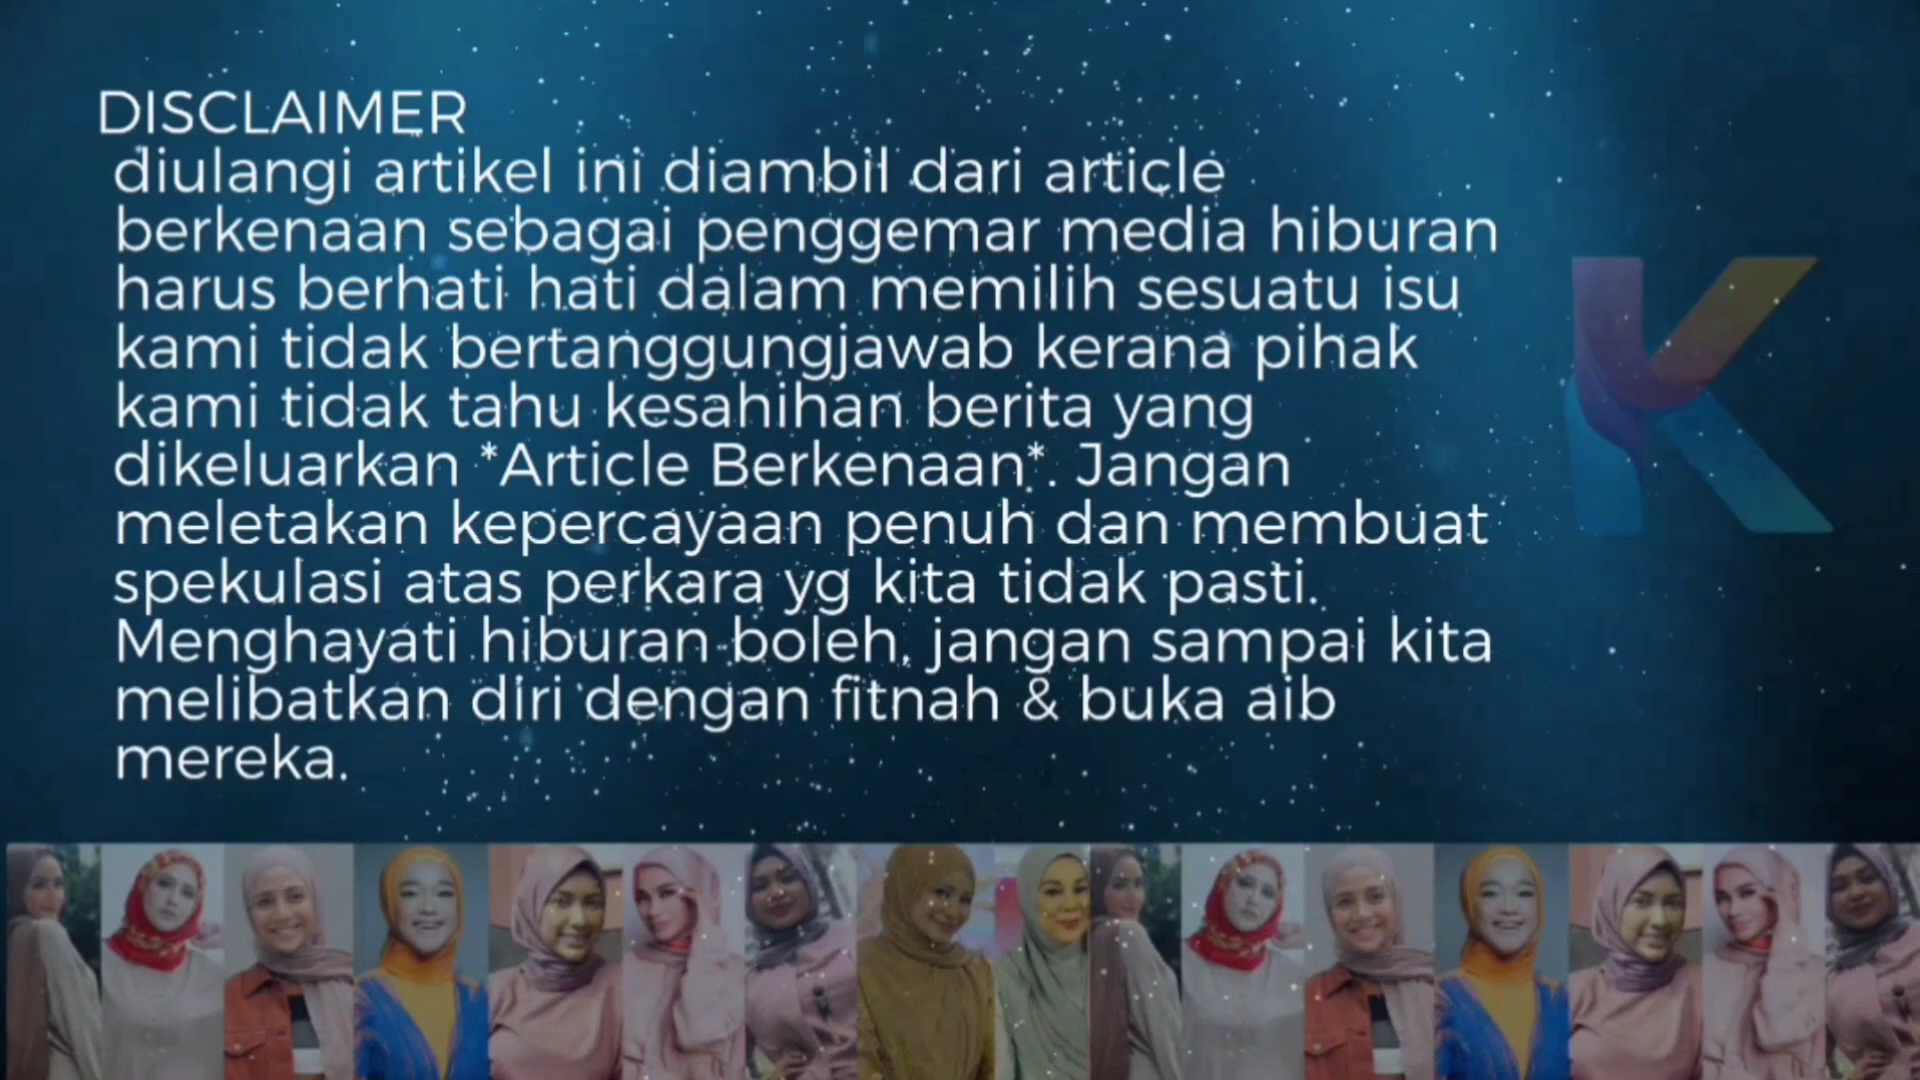 DISCLAIMER
diulangi artikel ini diambil dari article
berkenaan sebagai penggemar media hiburan
harus berhati hati dalam memilih sesuatu isu
kami tidak bertanggungjawab kerana pihak
kami tidak tahu kesahihan berita yang
dikeluarkan *Article Berkenaan*. Jangan
meletakan kepercayaan penuh dan membuat
spekulasi atas perkara yg kita tidak pasti.
Menghayati hiburan boleh, jangan sampai kita
melibatkan diri dengan fitnah & buka aib
mereka.
K